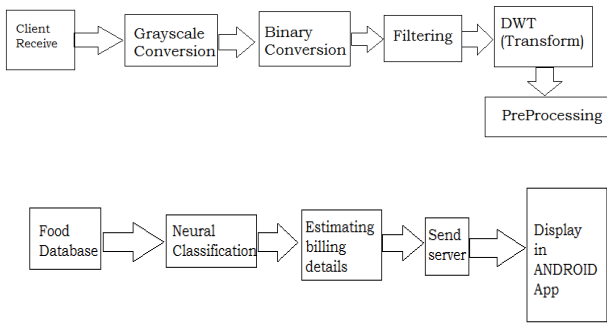 Client
Receive
Grayscale
Conversion
Binary
Conversion
Filtering
DWT
(Transform)
PreProcessing
Food
Database
Neural
Classification
Estimating
billing
details
Send
server
Display
in
ANDROID
App